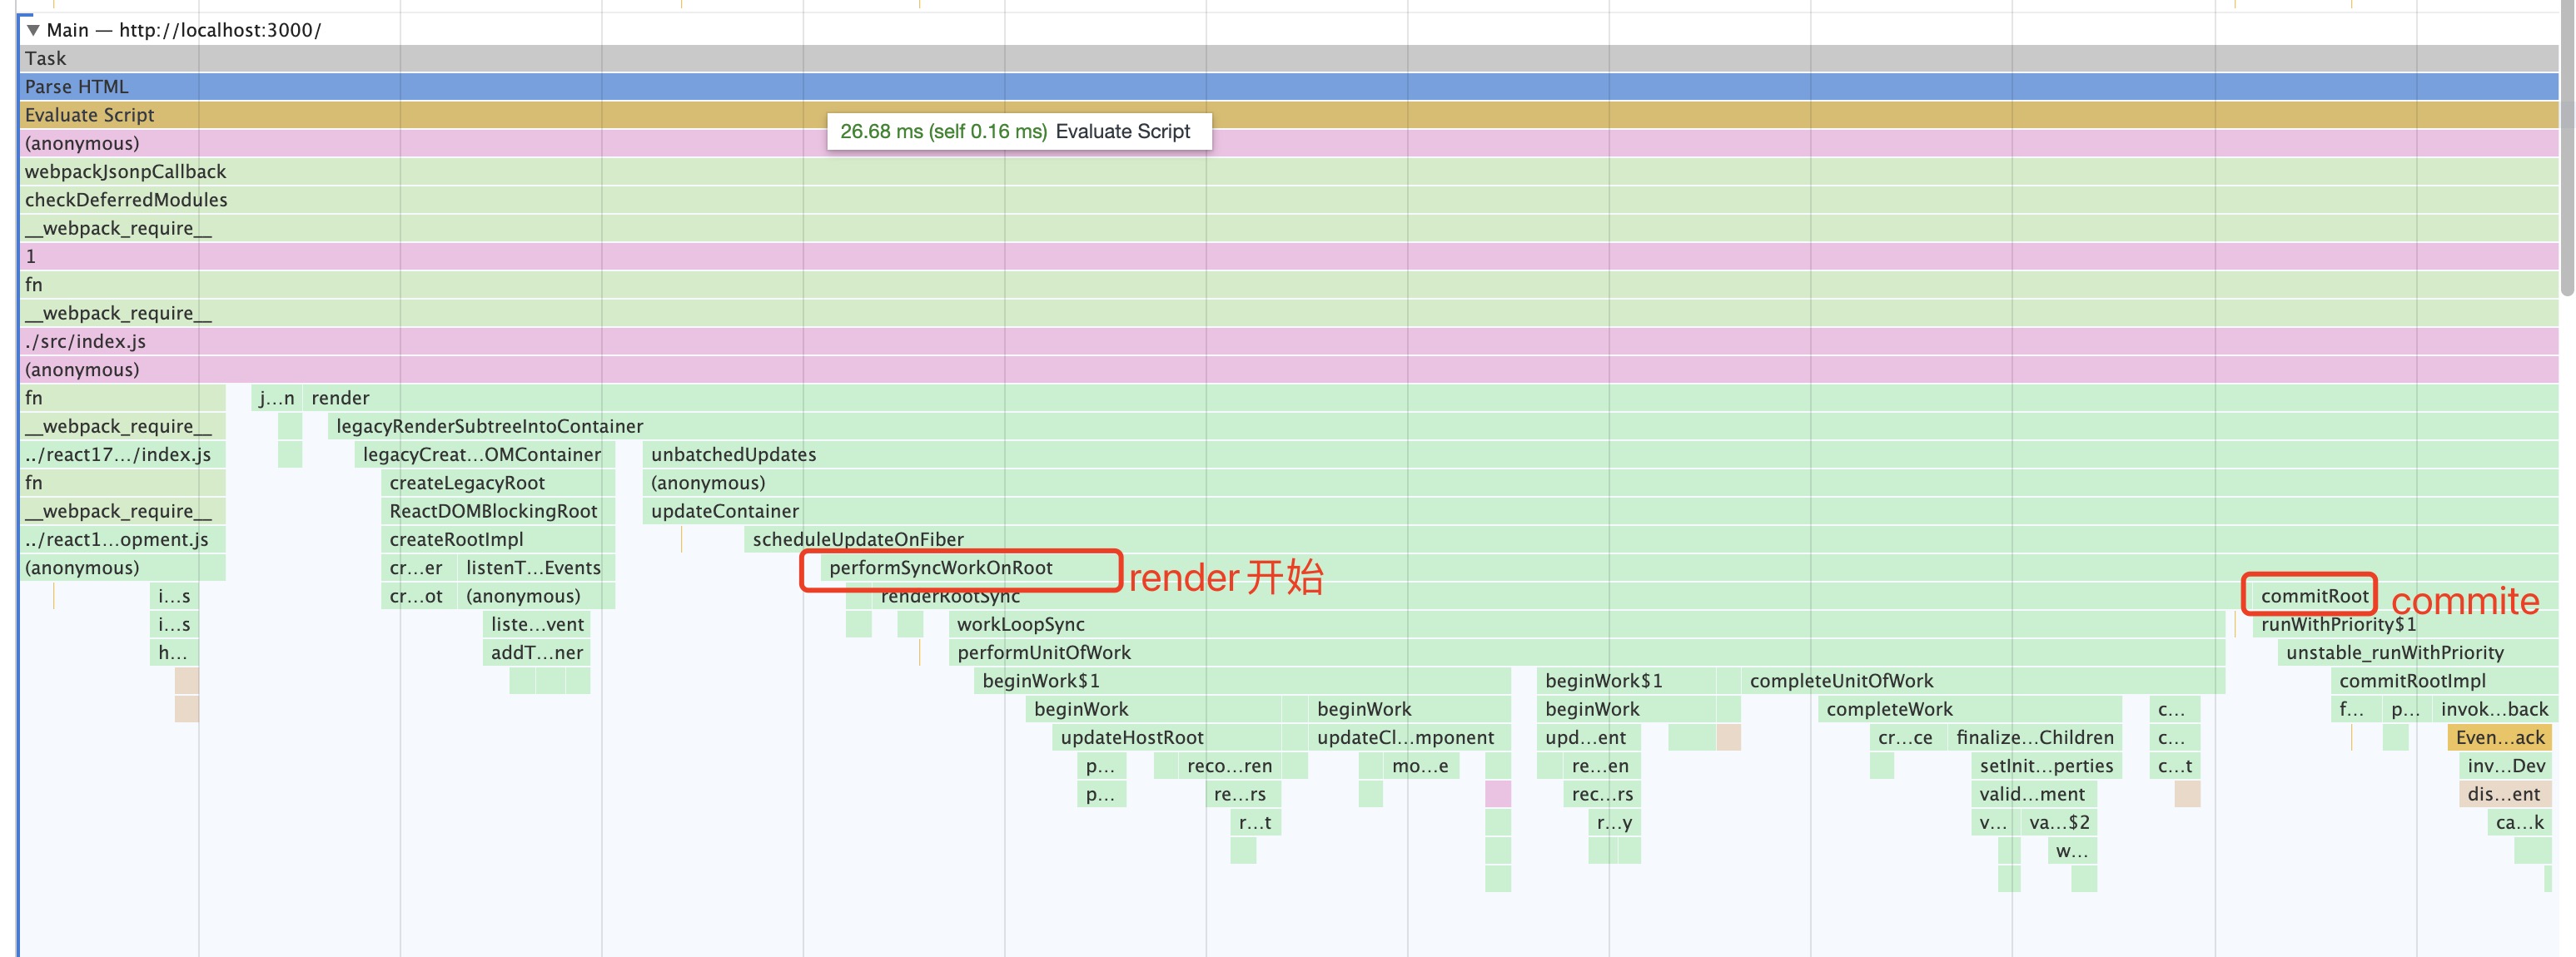 ▼ Main — http://localhost:3000/
Task
Parse HTML
Evaluate Script
26.68 ms (self 0.16 ms) Evaluate Script
(anonymous)
webpackJsonpCallback
checkDeferredModules
__webpack_require__
1
fn
__webpack_require__
./src/index.js
(anonymous)
fn j...n render
__webpack_require__ legacyRenderSubtreeIntoContainer
../react17.../index.js legacyCreat...OMContainer unbatchedUpdates
fn createLegacyRoot (anonymous)
__webpack_require__ ReactDOMBlockingRoot updateContainer
../react1...opment.js createRootImpl scheduleUpdateOnFiber
(anonymous) cr...er listenT...Events performSyncWorkOnRoot render 开始
i...s cr...ot (anonymous) renderRootSync commitRoot commite
i...s liste...vent workLoopSync runWithPriority$1
h... addT...ner performUnitOfWork unstable_runWithPriority
beginWork$1 beginWork$1 completeUnitOfWork commitRootImpl
beginWork beginWork beginWork completeWork c... f... p... invok...back
updateHostRoot updateCl...mponent upd...ent cr...ce finalize...Children c... Even...ack
p... reco...ren mo...e re...en setInit...perties c...t inv...Dev
p... re...rs rec...rs valid...ment dis...ent
r...t r...y v... va...$2 ca...k
w...